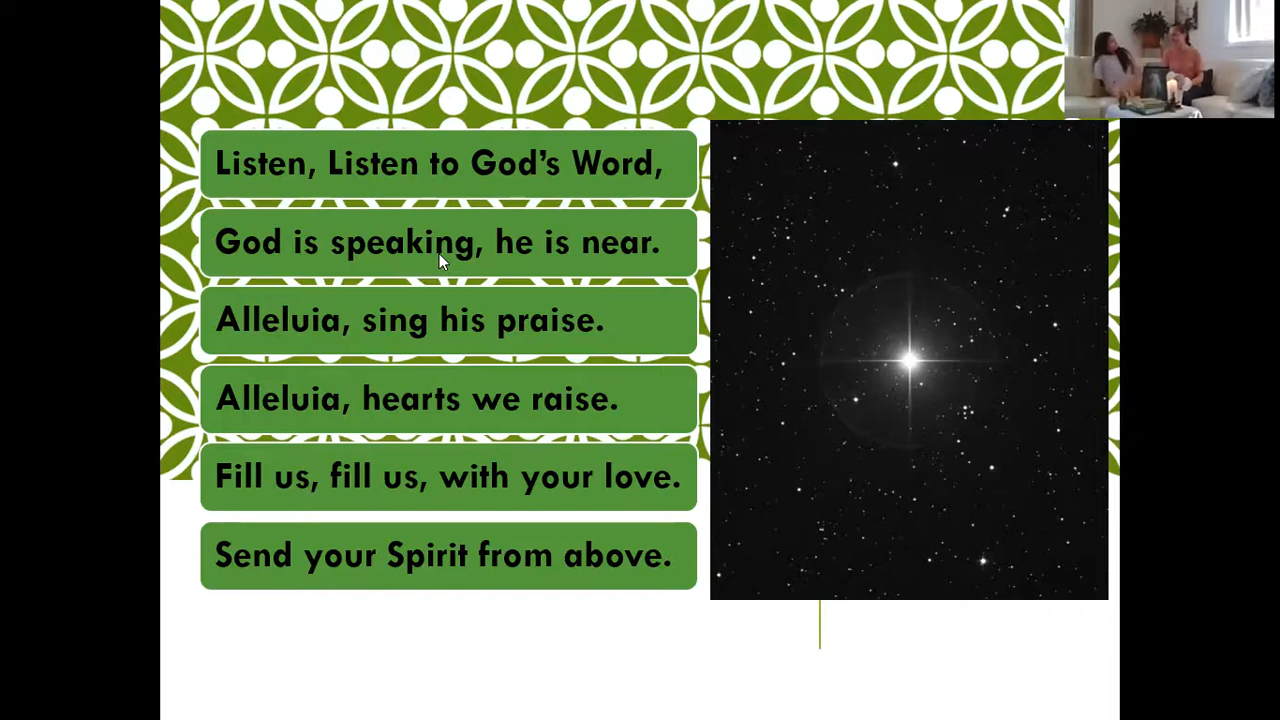 Listen, Listen to God’s Word,
God is speaking, he is near.
Alleluia, sing his praise.
Alleluia, hearts we raise.
Fill us, fill us, with your love.
Send your Spirit from above.